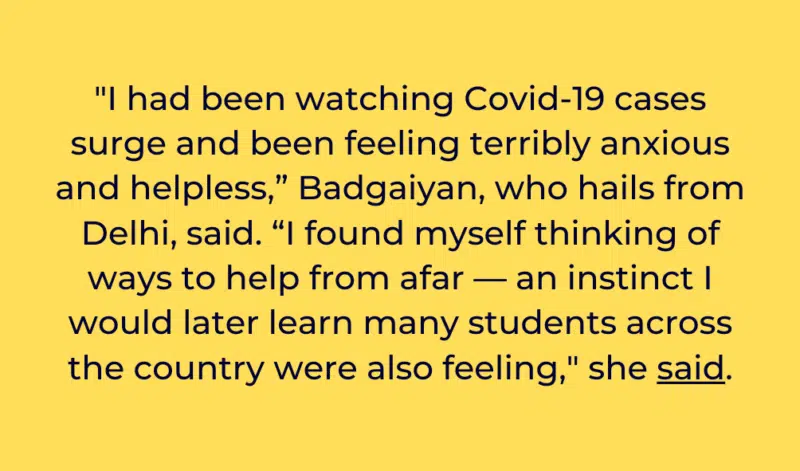 "I had been watching Covid-19 cases
surge and been feeling terribly anxious
and helpless,” Badgaiyan, who hails from
Delhi, said. “I found myself thinking of
ways to help from afar — an instinct I
would later learn many students across
the country were also feeling," she said.